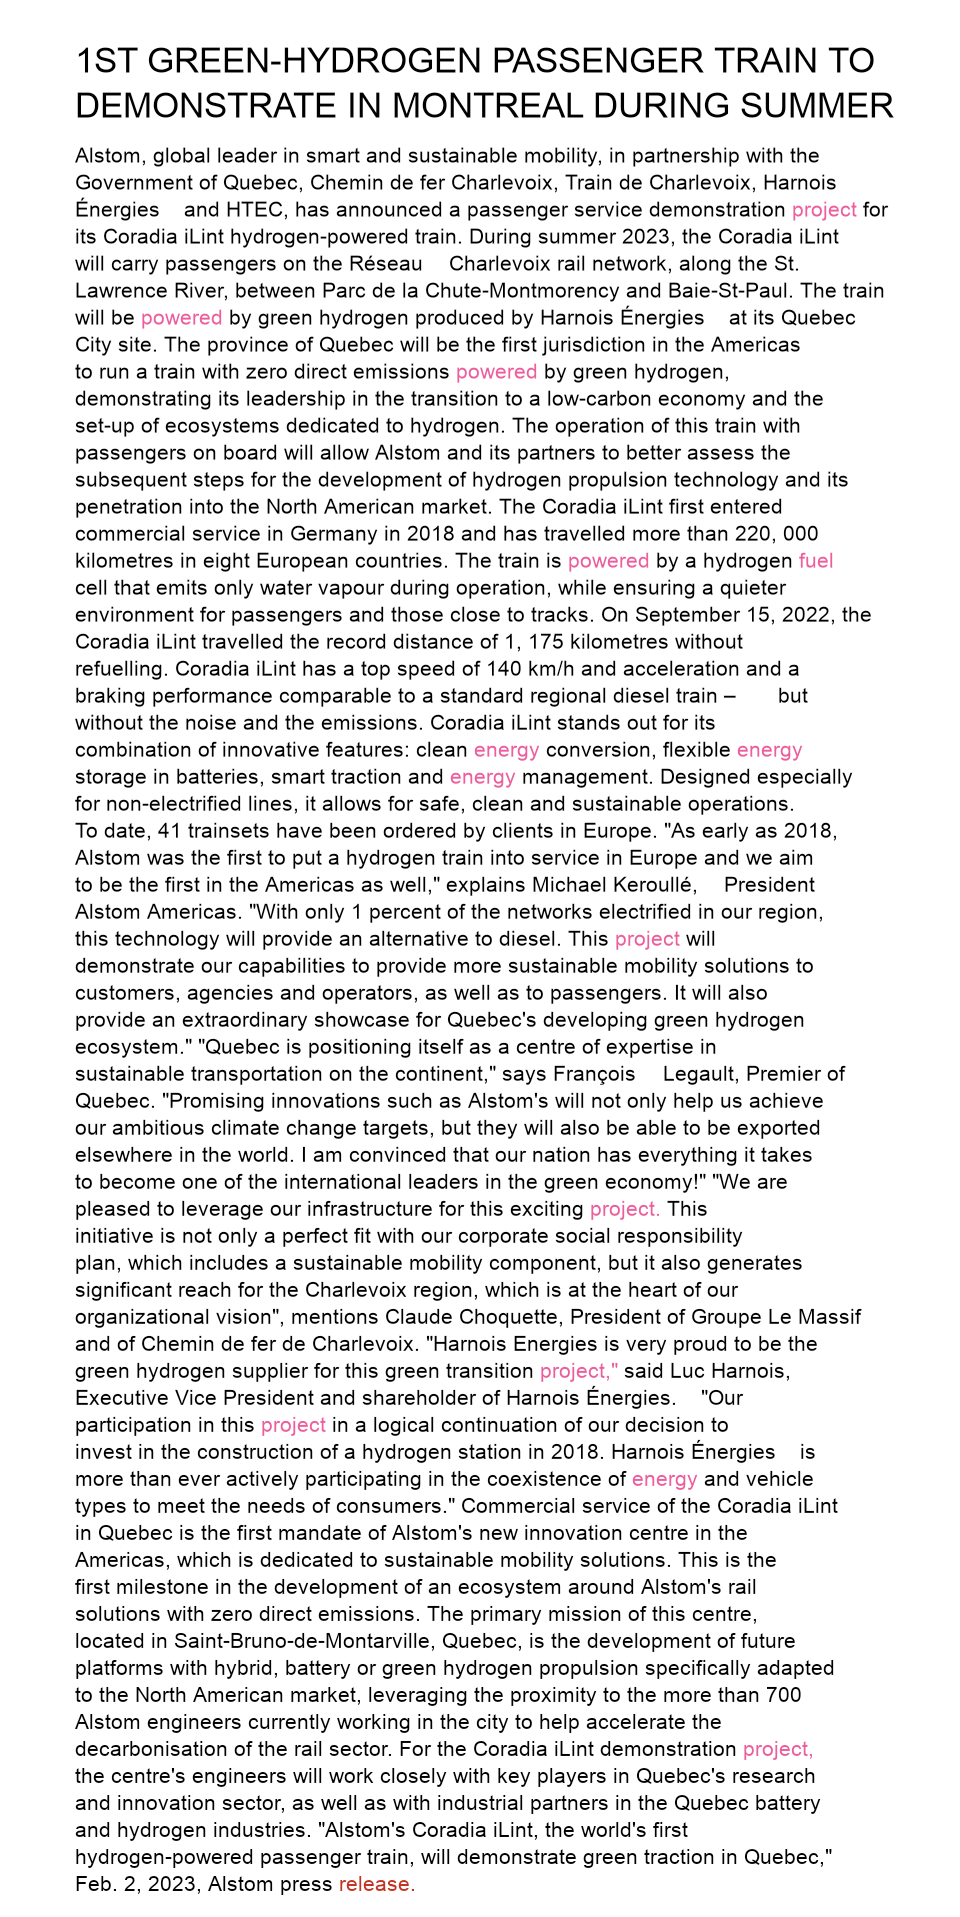 1ST GREEN-HYDROGEN PASSENGER TRAIN TO
DEMONSTRATE IN MONTREAL DURING SUMMER
Alstom, global leader in smart and sustainable mobility, in partnership with the
Government of Quebec, Chemin de fer Charlevoix, Train de Charlevoix, Harnois
Énergies and HTEC, has announced a passenger service demonstration project for
its Coradia iLint hydrogen-powered train. During summer 2023, the Coradia iLint
will carry passengers on the Réseau Charlevoix rail network, along the St.
Lawrence River, between Parc de la Chute-Montmorency and Baie-St-Paul. The train
will be powered by green hydrogen produced by Harnois Énergies at its Quebec
City site. The province of Quebec will be the first jurisdiction in the Americas
to run a train with zero direct emissions powered by green hydrogen,
demonstrating its leadership in the transition to a low-carbon economy and the
set-up of ecosystems dedicated to hydrogen. The operation of this train with
passengers on board will allow Alstom and its partners to better assess the
subsequent steps for the development of hydrogen propulsion technology and its
penetration into the North American market. The Coradia iLint first entered
commercial service in Germany in 2018 and has travelled more than 220, 000
kilometres in eight European countries. The train is powered by a hydrogen fuel
cell that emits only water vapour during operation, while ensuring a quieter
environment for passengers and those close to tracks. On September 15, 2022, the
Coradia iLint travelled the record distance of 1, 175 kilometres without
refuelling. Coradia iLint has a top speed of 140 km/h and acceleration and a
braking performance comparable to a standard regional diesel train – but
without the noise and the emissions. Coradia iLint stands out for its
combination of innovative features: clean energy conversion, flexible energy
storage in batteries, smart traction and energy management. Designed especially
for non-electrified lines, it allows for safe, clean and sustainable operations.
To date, 41 trainsets have been ordered by clients in Europe. "As early as 2018,
Alstom was the first to put a hydrogen train into service in Europe and we aim
to be the first in the Americas as well," explains Michael Keroullé, President
Alstom Americas. "With only 1 percent of the networks electrified in our region,
this technology will provide an alternative to diesel. This project will
demonstrate our capabilities to provide more sustainable mobility solutions to
customers, agencies and operators, as well as to passengers. It will also
provide an extraordinary showcase for Quebec's developing green hydrogen
ecosystem." "Quebec is positioning itself as a centre of expertise in
sustainable transportation on the continent," says François Legault, Premier of
Quebec. "Promising innovations such as Alstom's will not only help us achieve
our ambitious climate change targets, but they will also be able to be exported
elsewhere in the world. I am convinced that our nation has everything it takes
to become one of the international leaders in the green economy!" "We are
pleased to leverage our infrastructure for this exciting project. This
initiative is not only a perfect fit with our corporate social responsibility
plan, which includes a sustainable mobility component, but it also generates
significant reach for the Charlevoix region, which is at the heart of our
organizational vision", mentions Claude Choquette, President of Groupe Le Massif
and of Chemin de fer de Charlevoix. "Harnois Energies is very proud to be the
green hydrogen supplier for this green transition project," said Luc Harnois,
Executive Vice President and shareholder of Harnois Énergies. "Our
participation in this project in a logical continuation of our decision to
invest in the construction of a hydrogen station in 2018. Harnois Énergies is
more than ever actively participating in the coexistence of energy and vehicle
types to meet the needs of consumers." Commercial service of the Coradia iLint
in Quebec is the first mandate of Alstom's new innovation centre in the
Americas, which is dedicated to sustainable mobility solutions. This is the
first milestone in the development of an ecosystem around Alstom's rail
solutions with zero direct emissions. The primary mission of this centre,
located in Saint-Bruno-de-Montarville, Quebec, is the development of future
platforms with hybrid, battery or green hydrogen propulsion specifically adapted
to the North American market, leveraging the proximity to the more than 700
Alstom engineers currently working in the city to help accelerate the
decarbonisation of the rail sector. For the Coradia iLint demonstration project,
the centre's engineers will work closely with key players in Quebec's research
and innovation sector, as well as with industrial partners in the Quebec battery
and hydrogen industries. "Alstom's Coradia iLint, the world's first
hydrogen-powered passenger train, will demonstrate green traction in Quebec,"
Feb. 2, 2023, Alstom press release.